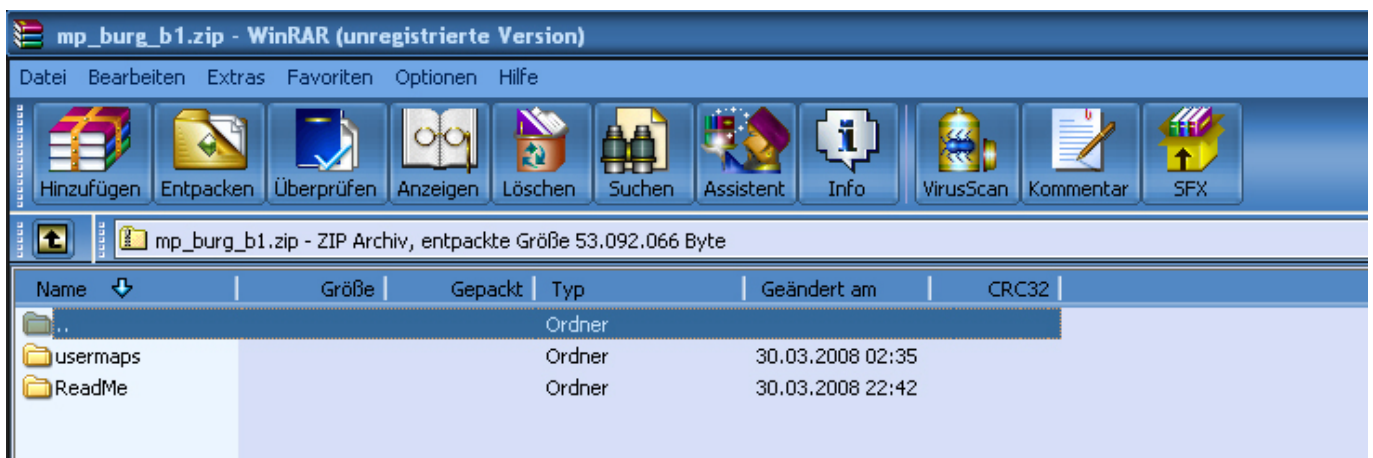 mp_burg_b1.zip - WinRAR (unregistrierte Version)
Datei Bearbeiten Extras Favoriten Optionen Hilfe
Hinzufügen Entpacken Überprüfen Anzeigen Löschen Suchen Assistent Info VirusScan Kommentar SFX
mp_burg_b1.zip - ZIP Archiv, entpackte Größe 53.092.066 Byte
Name Größe Gepackt Typ Geändert am CRC32
.. Ordner
usermaps Ordner 30.03.2008 02:35
ReadMe Ordner 30.03.2008 22:42